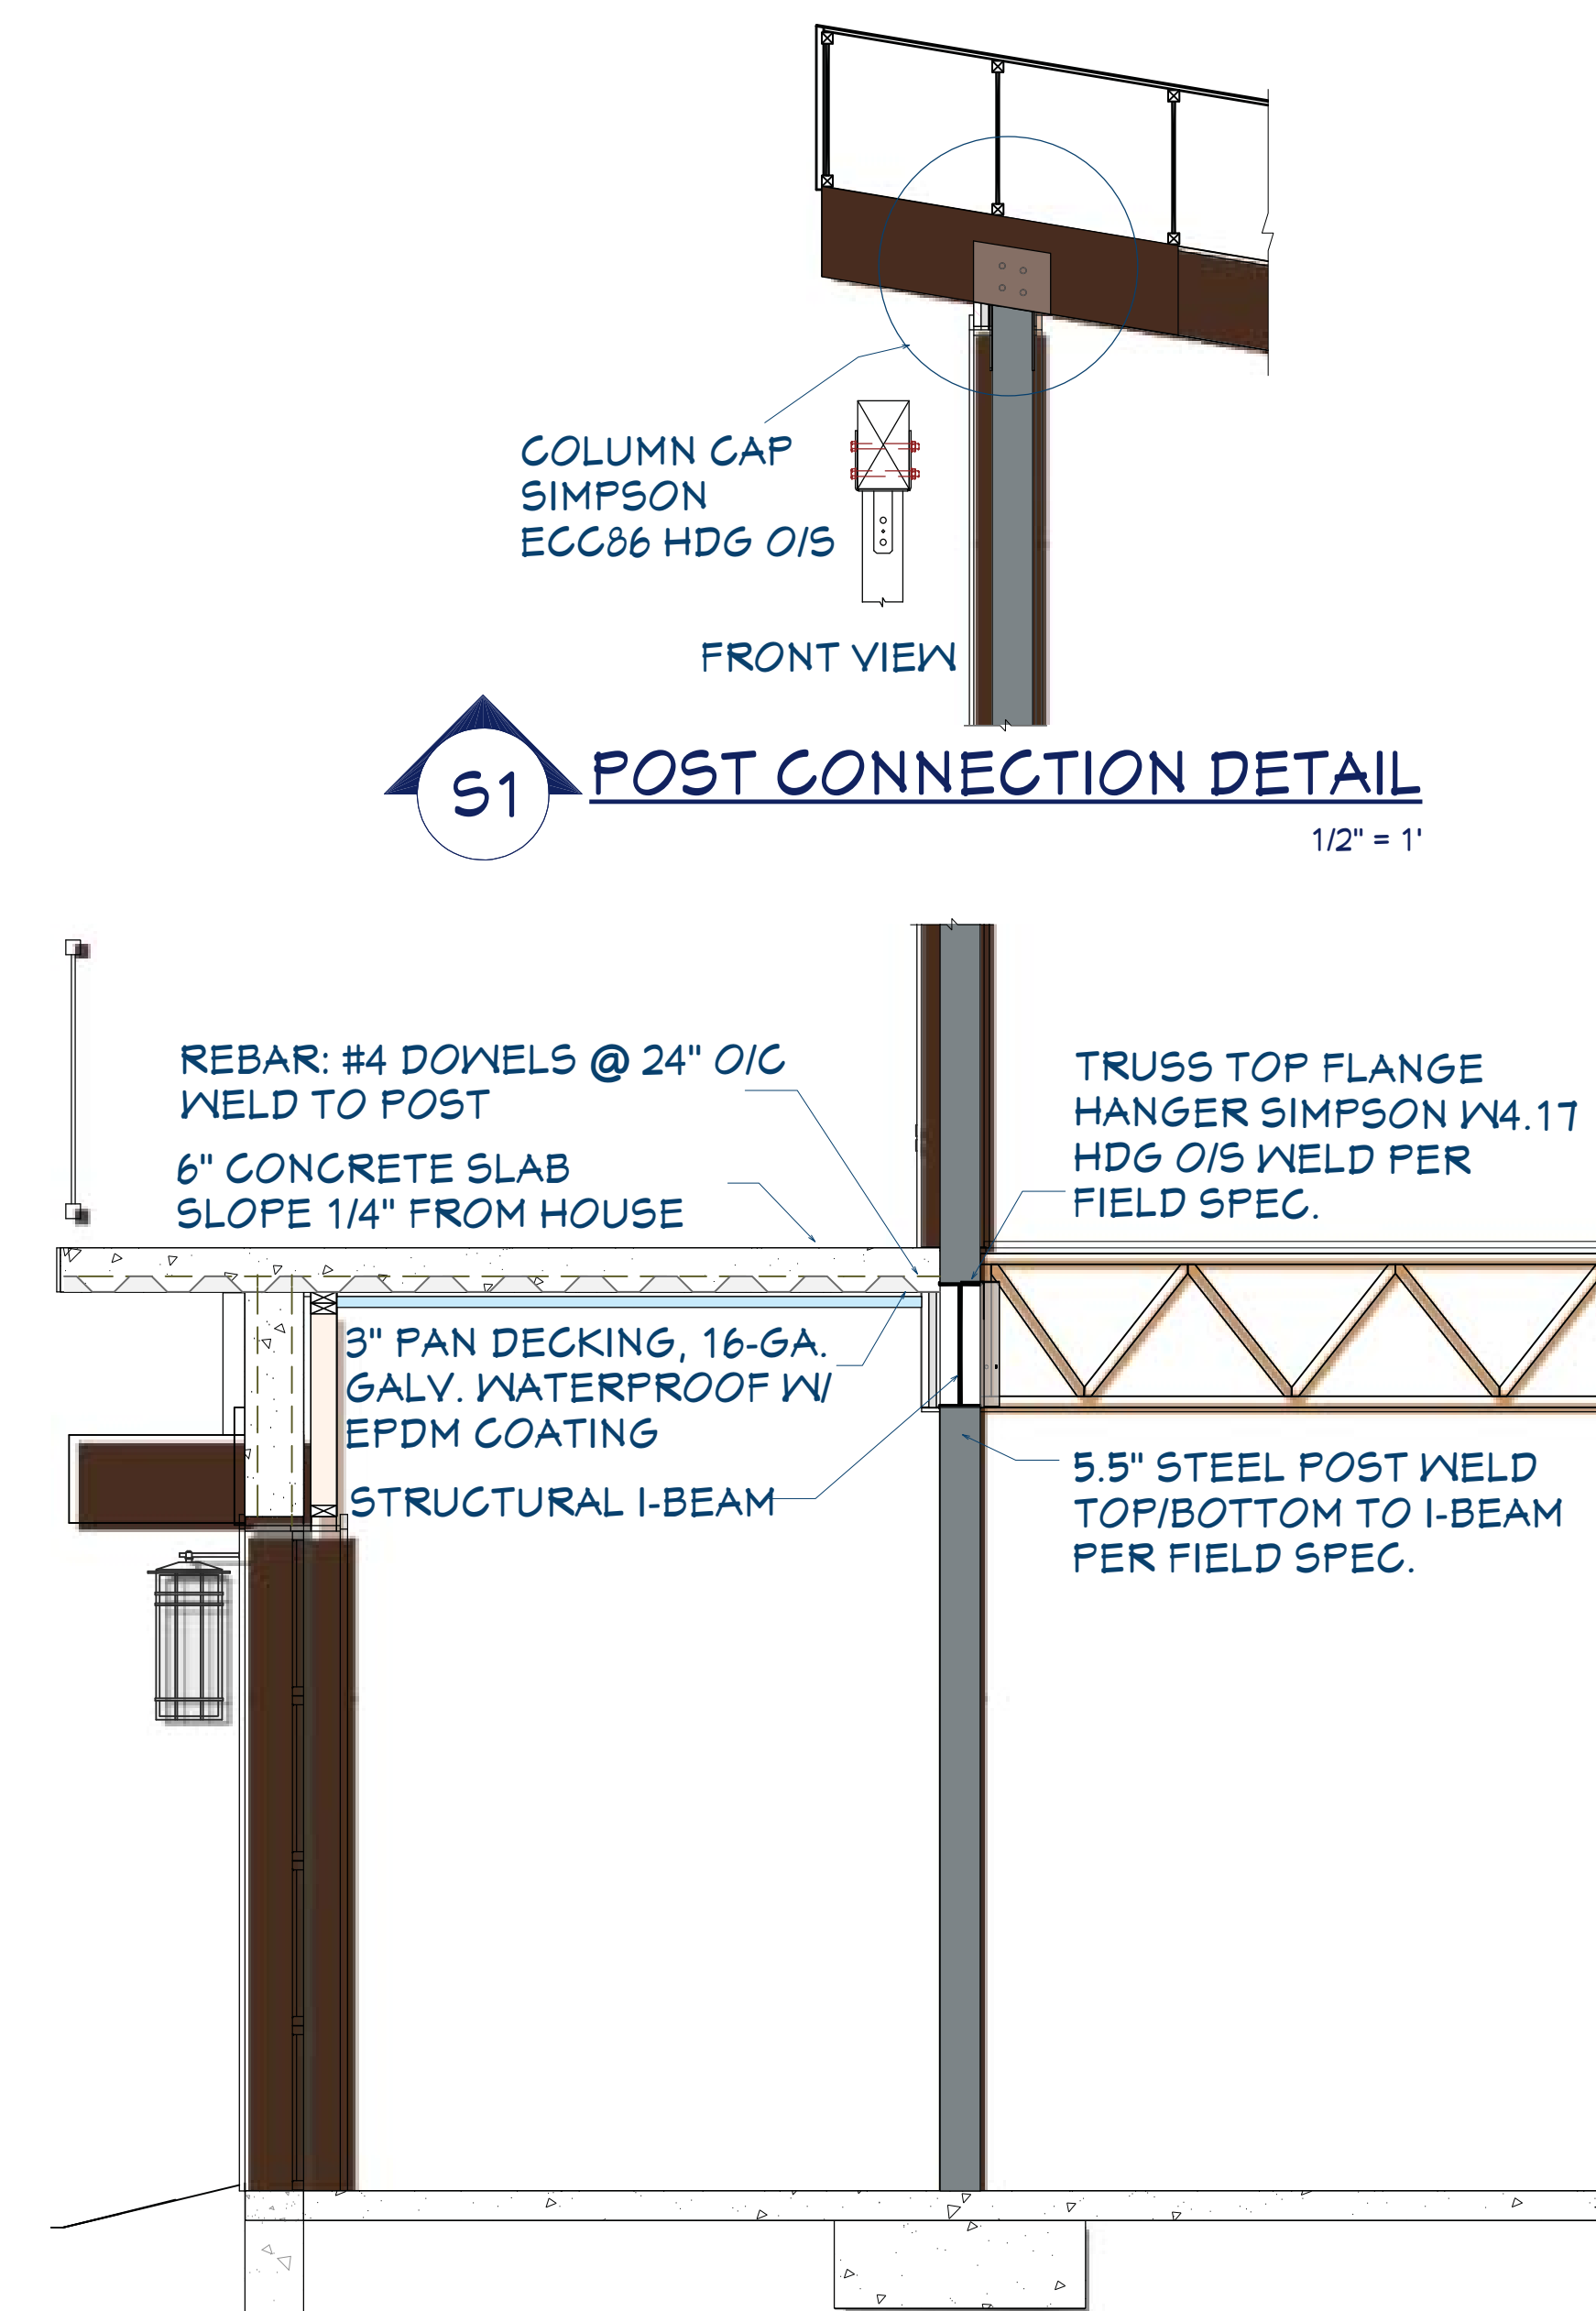 COLUMN CAP
SIMPSON
ECC86 HDG O/S
FRONT VIEW
S1
POST CONNECTION DETAIL
1/2" = 1'
REBAR: #4 DOWELS @ 24" O/C
WELD TO POST
6" CONCRETE SLAB
SLOPE 1/4" FROM HOUSE
TRUSS TOP FLANGE
HANGER SIMPSON W4.17
HDG O/S WELD PER
FIELD SPEC.
3" PAN DECKING, 16-GA.
GALV. WATERPROOF W/
EPDM COATING
STRUCTURAL I-BEAM
5.5" STEEL POST WELD
TOP/BOTTOM TO I-BEAM
PER FIELD SPEC.